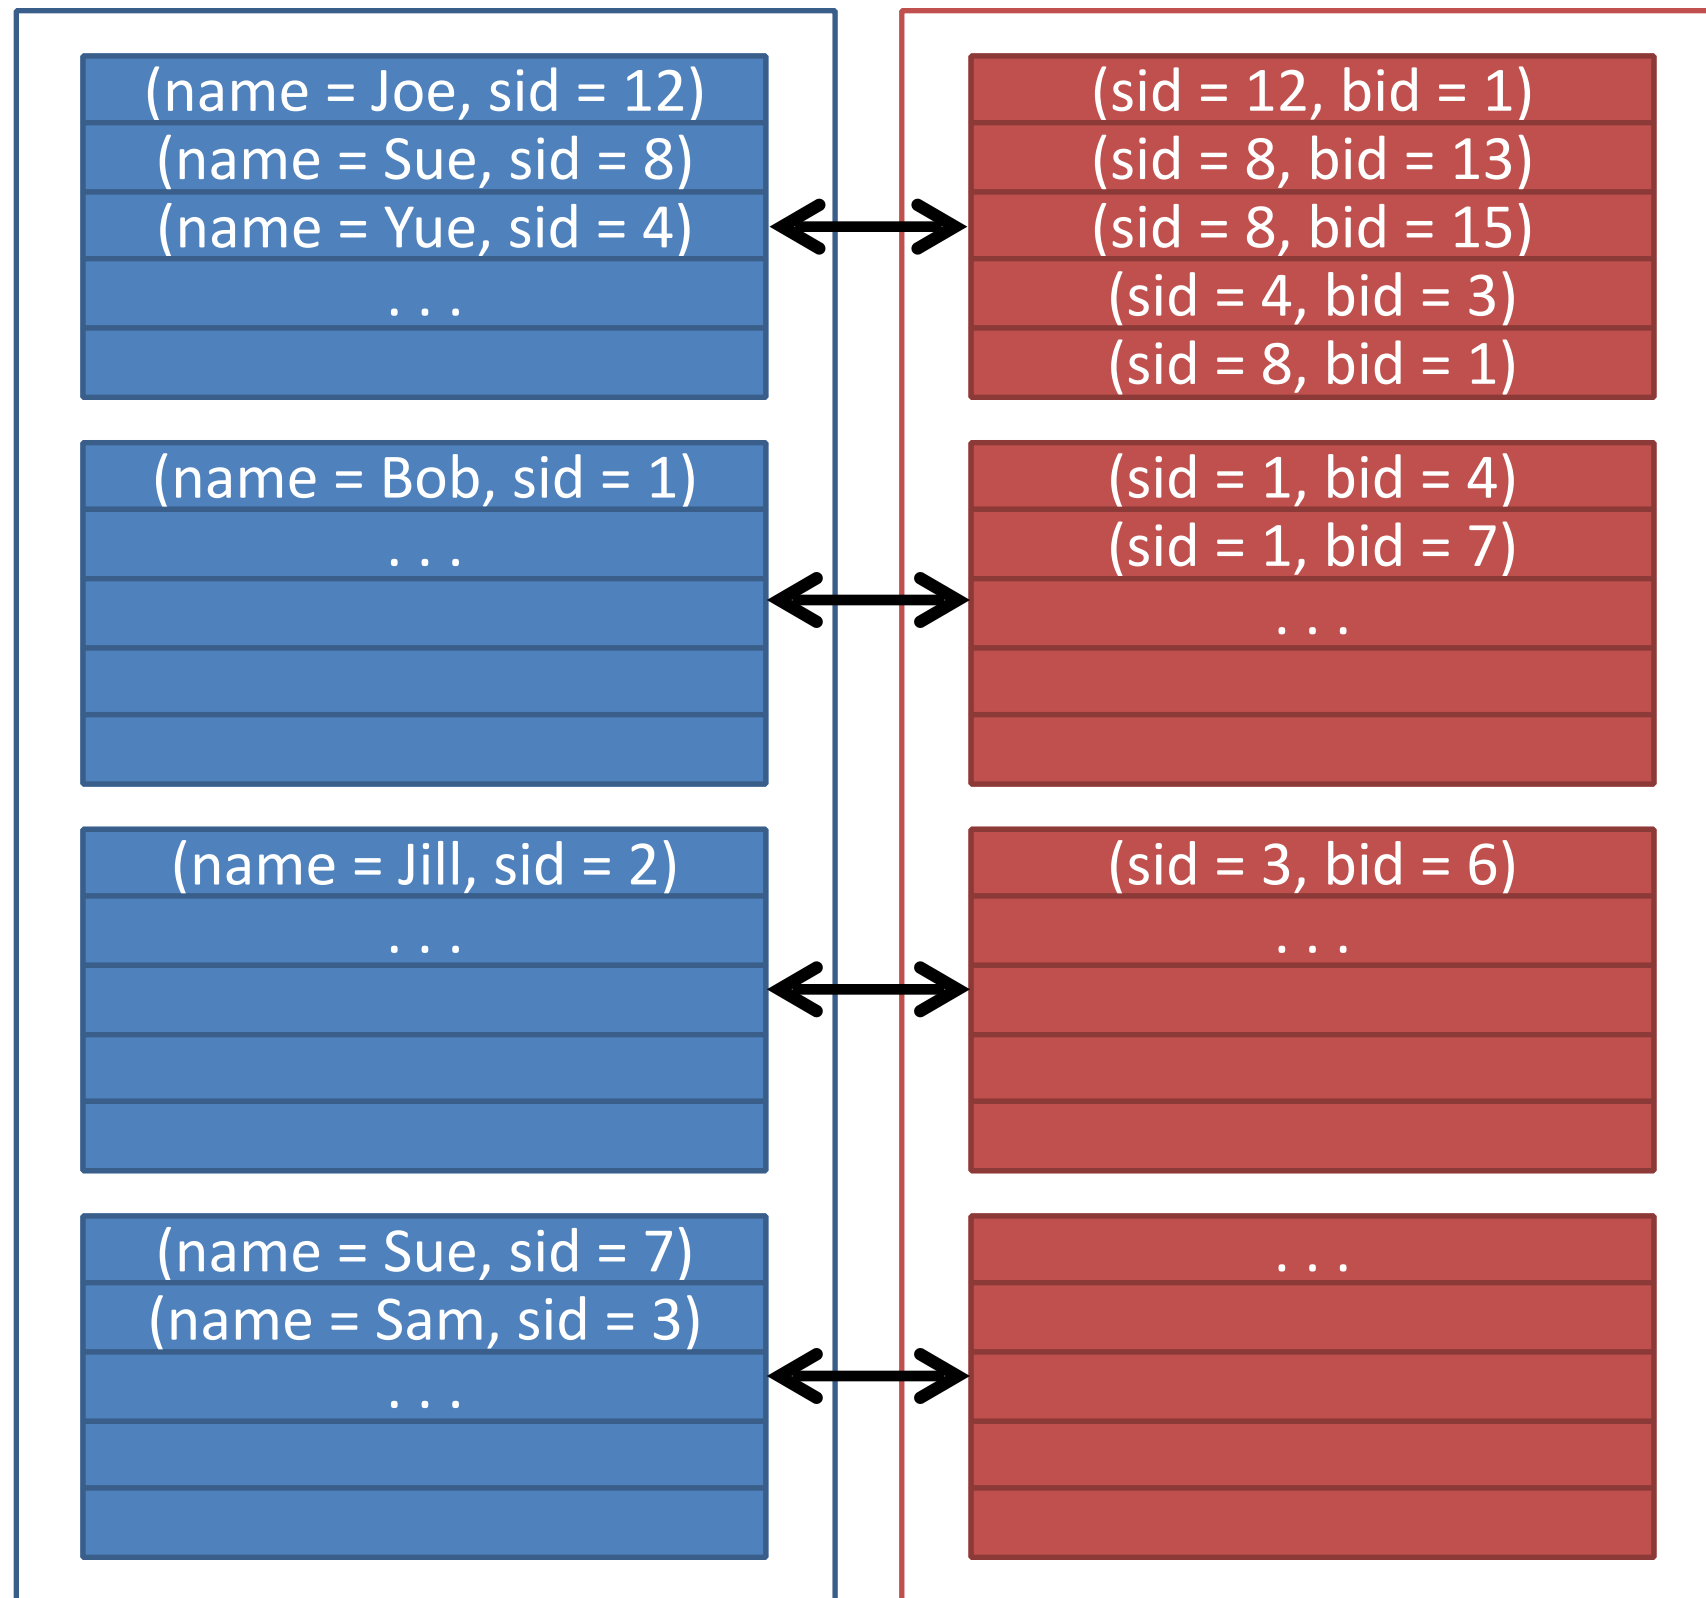 (name = Joe, sid = 12)
(name = Sue, sid = 8)
(name = Yue, sid = 4)
. . .
(name = Bob, sid = 1)
. . .
(name = Jill, sid = 2)
. . .
(name = Sue, sid = 7)
(name = Sam, sid = 3)
. . .
(sid = 12, bid = 1)
(sid = 8, bid = 13)
(sid = 8, bid = 15)
(sid = 4, bid = 3)
(sid = 8, bid = 1)
(sid = 1, bid = 4)
(sid = 1, bid = 7)
. . .
(sid = 3, bid = 6)
. . .
. . .